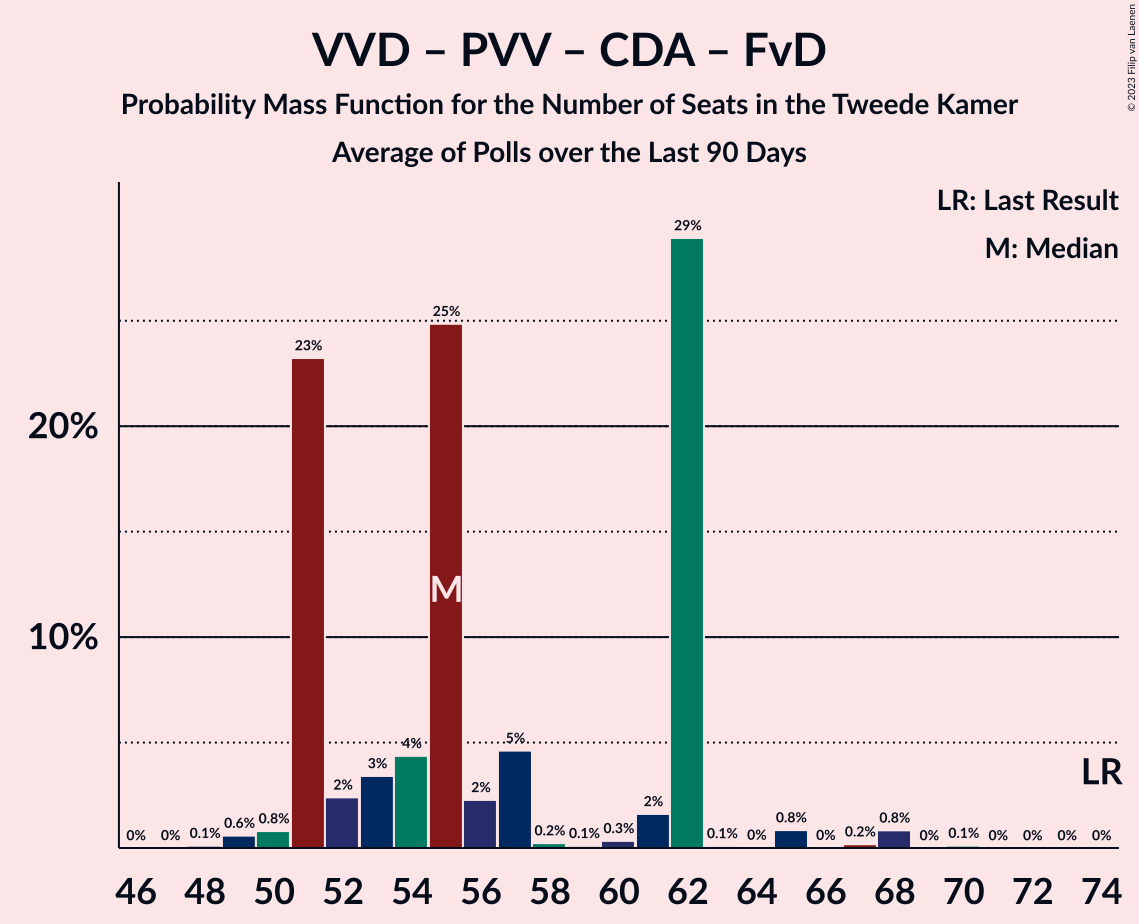 VVD – PVV – CDA – FvD
Probability Mass Function for the Number of Seats in the Tweede Kamer
Average of Polls over the Last 90 Days
© 2023 Filip van Laenen
LR: Last Result
M: Median
29%
25%
23%
20%
M
10%
5%
4%
3%
2%
2%
2%
LR
0% 0% 0.1% 0.6% 0.8% 0.2% 0.1% 0.3% 0.1% 0% 0.8% 0% 0.2% 0.8% 0% 0.1% 0% 0% 0% 0%
46 48 50 52 54 56 58 60 62 64 66 68 70 72 74